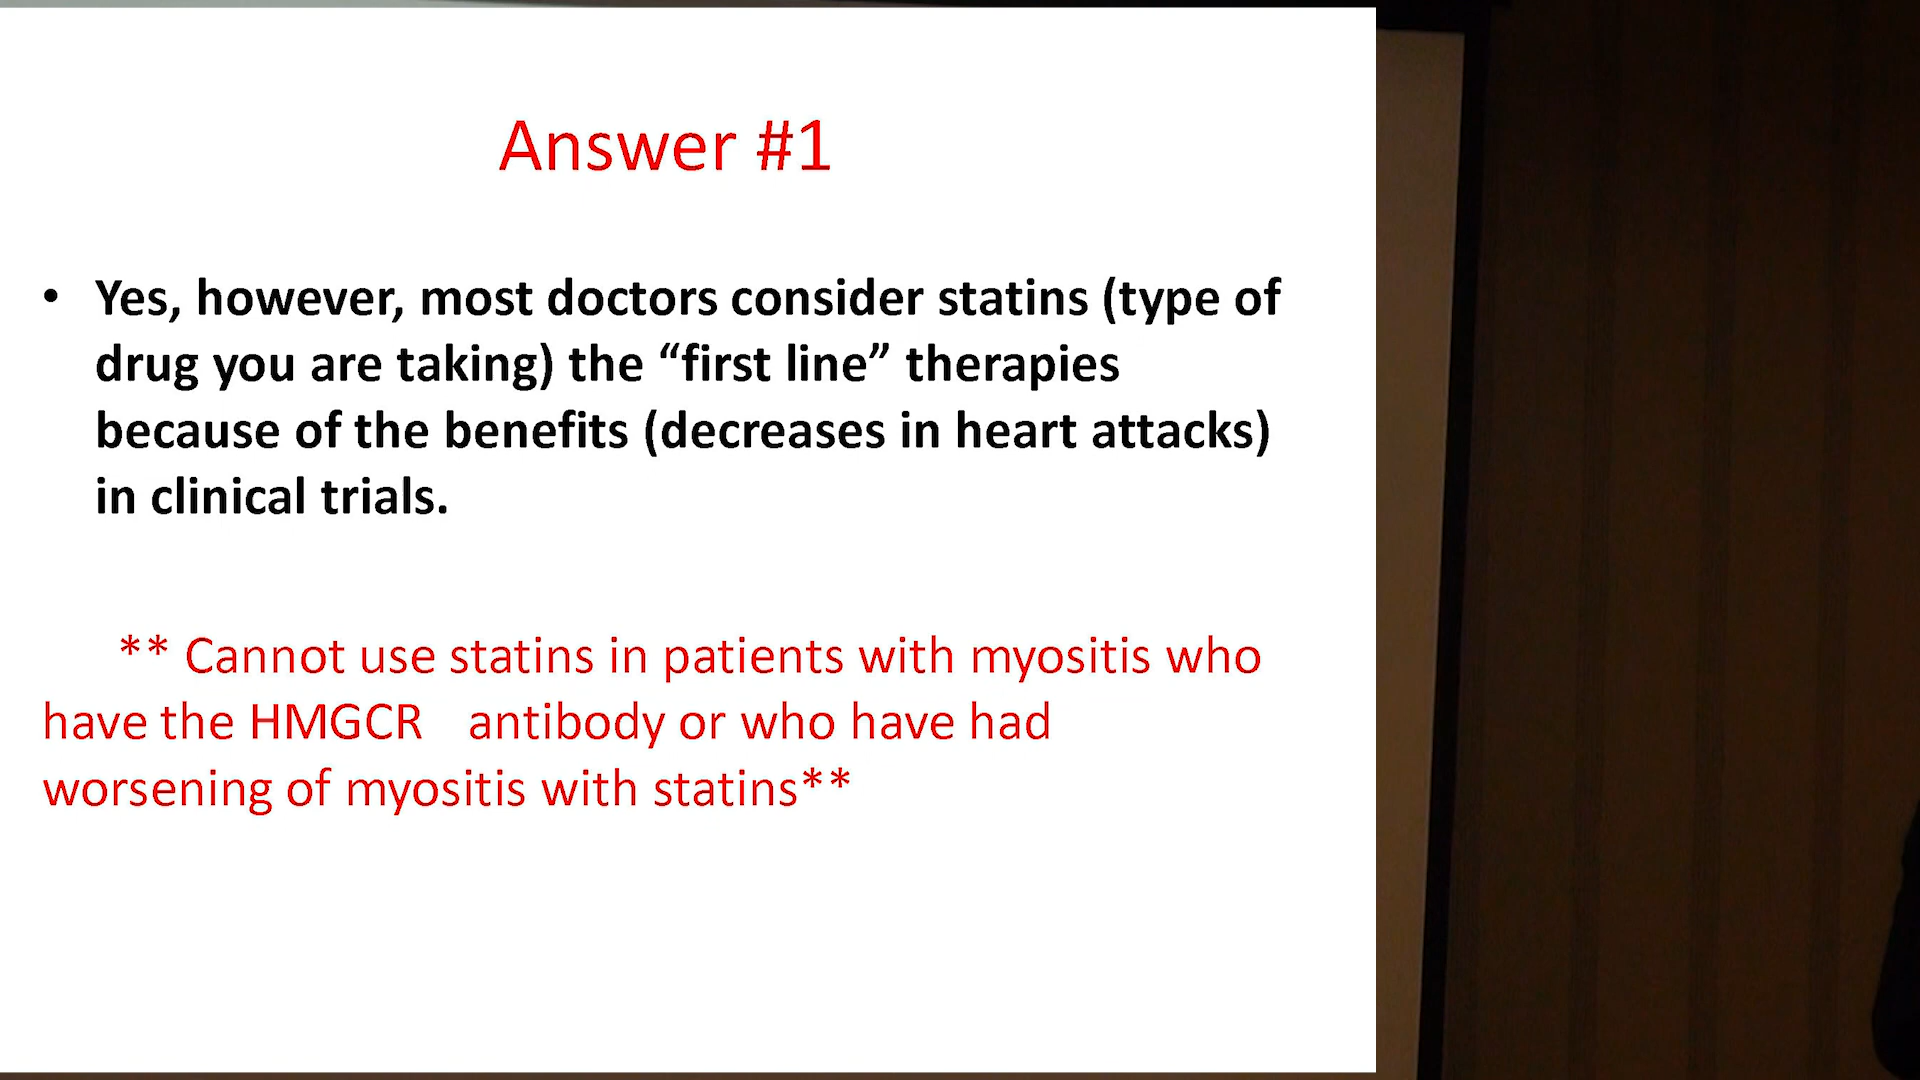 Answer #1
• Yes, however, most doctors consider statins (type of
drug you are taking) the “first line” therapies
because of the benefits (decreases in heart attacks)
in clinical trials.
** Cannot use statins in patients with myositis who
have the HMGCR antibody or who have had
worsening of myositis with statins**